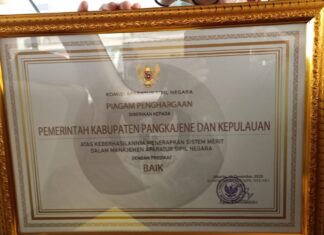 KOMISI APARATUR SIPIL NEGARA
PIAGAM PENGHARGAAN
DIBERIKAN KEPADA
PEMERINTAH KABUPATEN PANGKAJENE DAN KEPULAUAN
ATAS KEBERHASILANNYA MENERAPKAN SISTEM MERIT
DALAM MANAJEMEN APARATUR SIPIL NEGARA
DENGAN PREDIKAT
BAIK